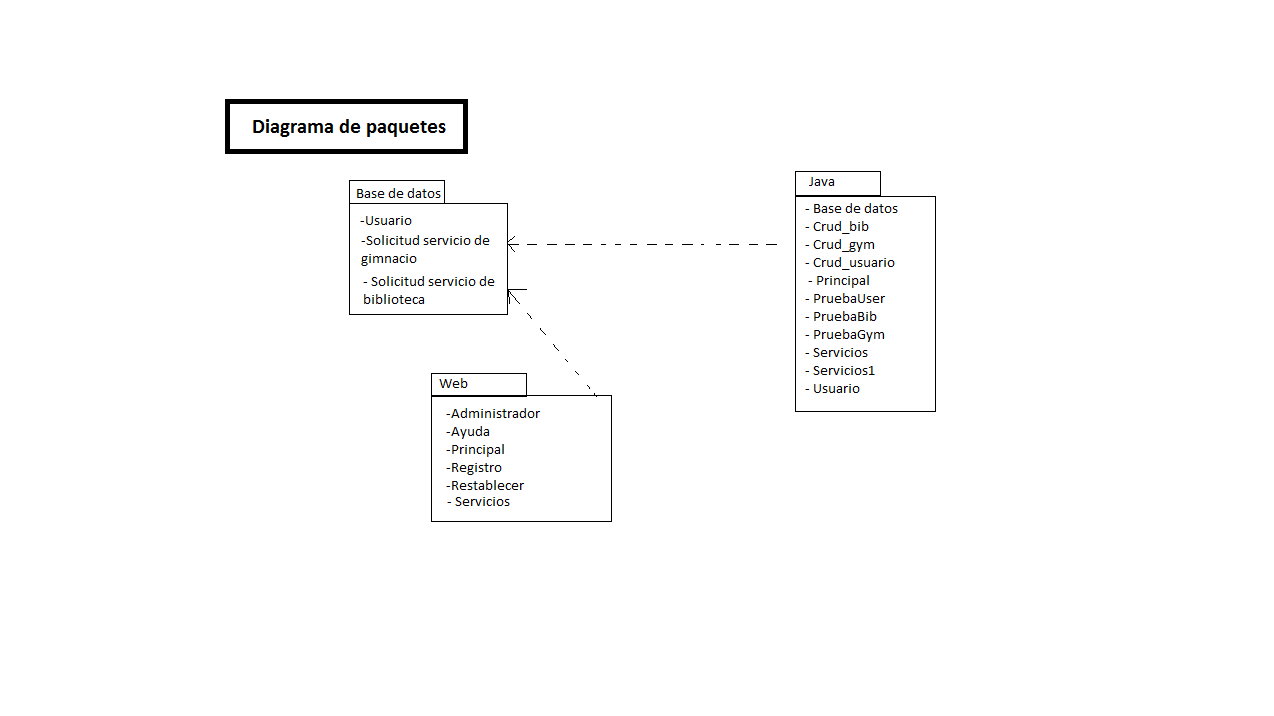 Diagrama de paquetes
Base de datos
-Usuario
-Solicitud servicio de
gimnacio
- Solicitud servicio de
biblioteca
Java
- Base de datos
- Crud_bib
- Crud_gym
- Crud_usuario
- Principal
- PruebaUser
- PruebaBib
- PruebaGym
- Servicios
- Servicios1
- Usuario
Web
-Administrador
-Ayuda
-Principal
-Registro
-Restablecer
- Servicios